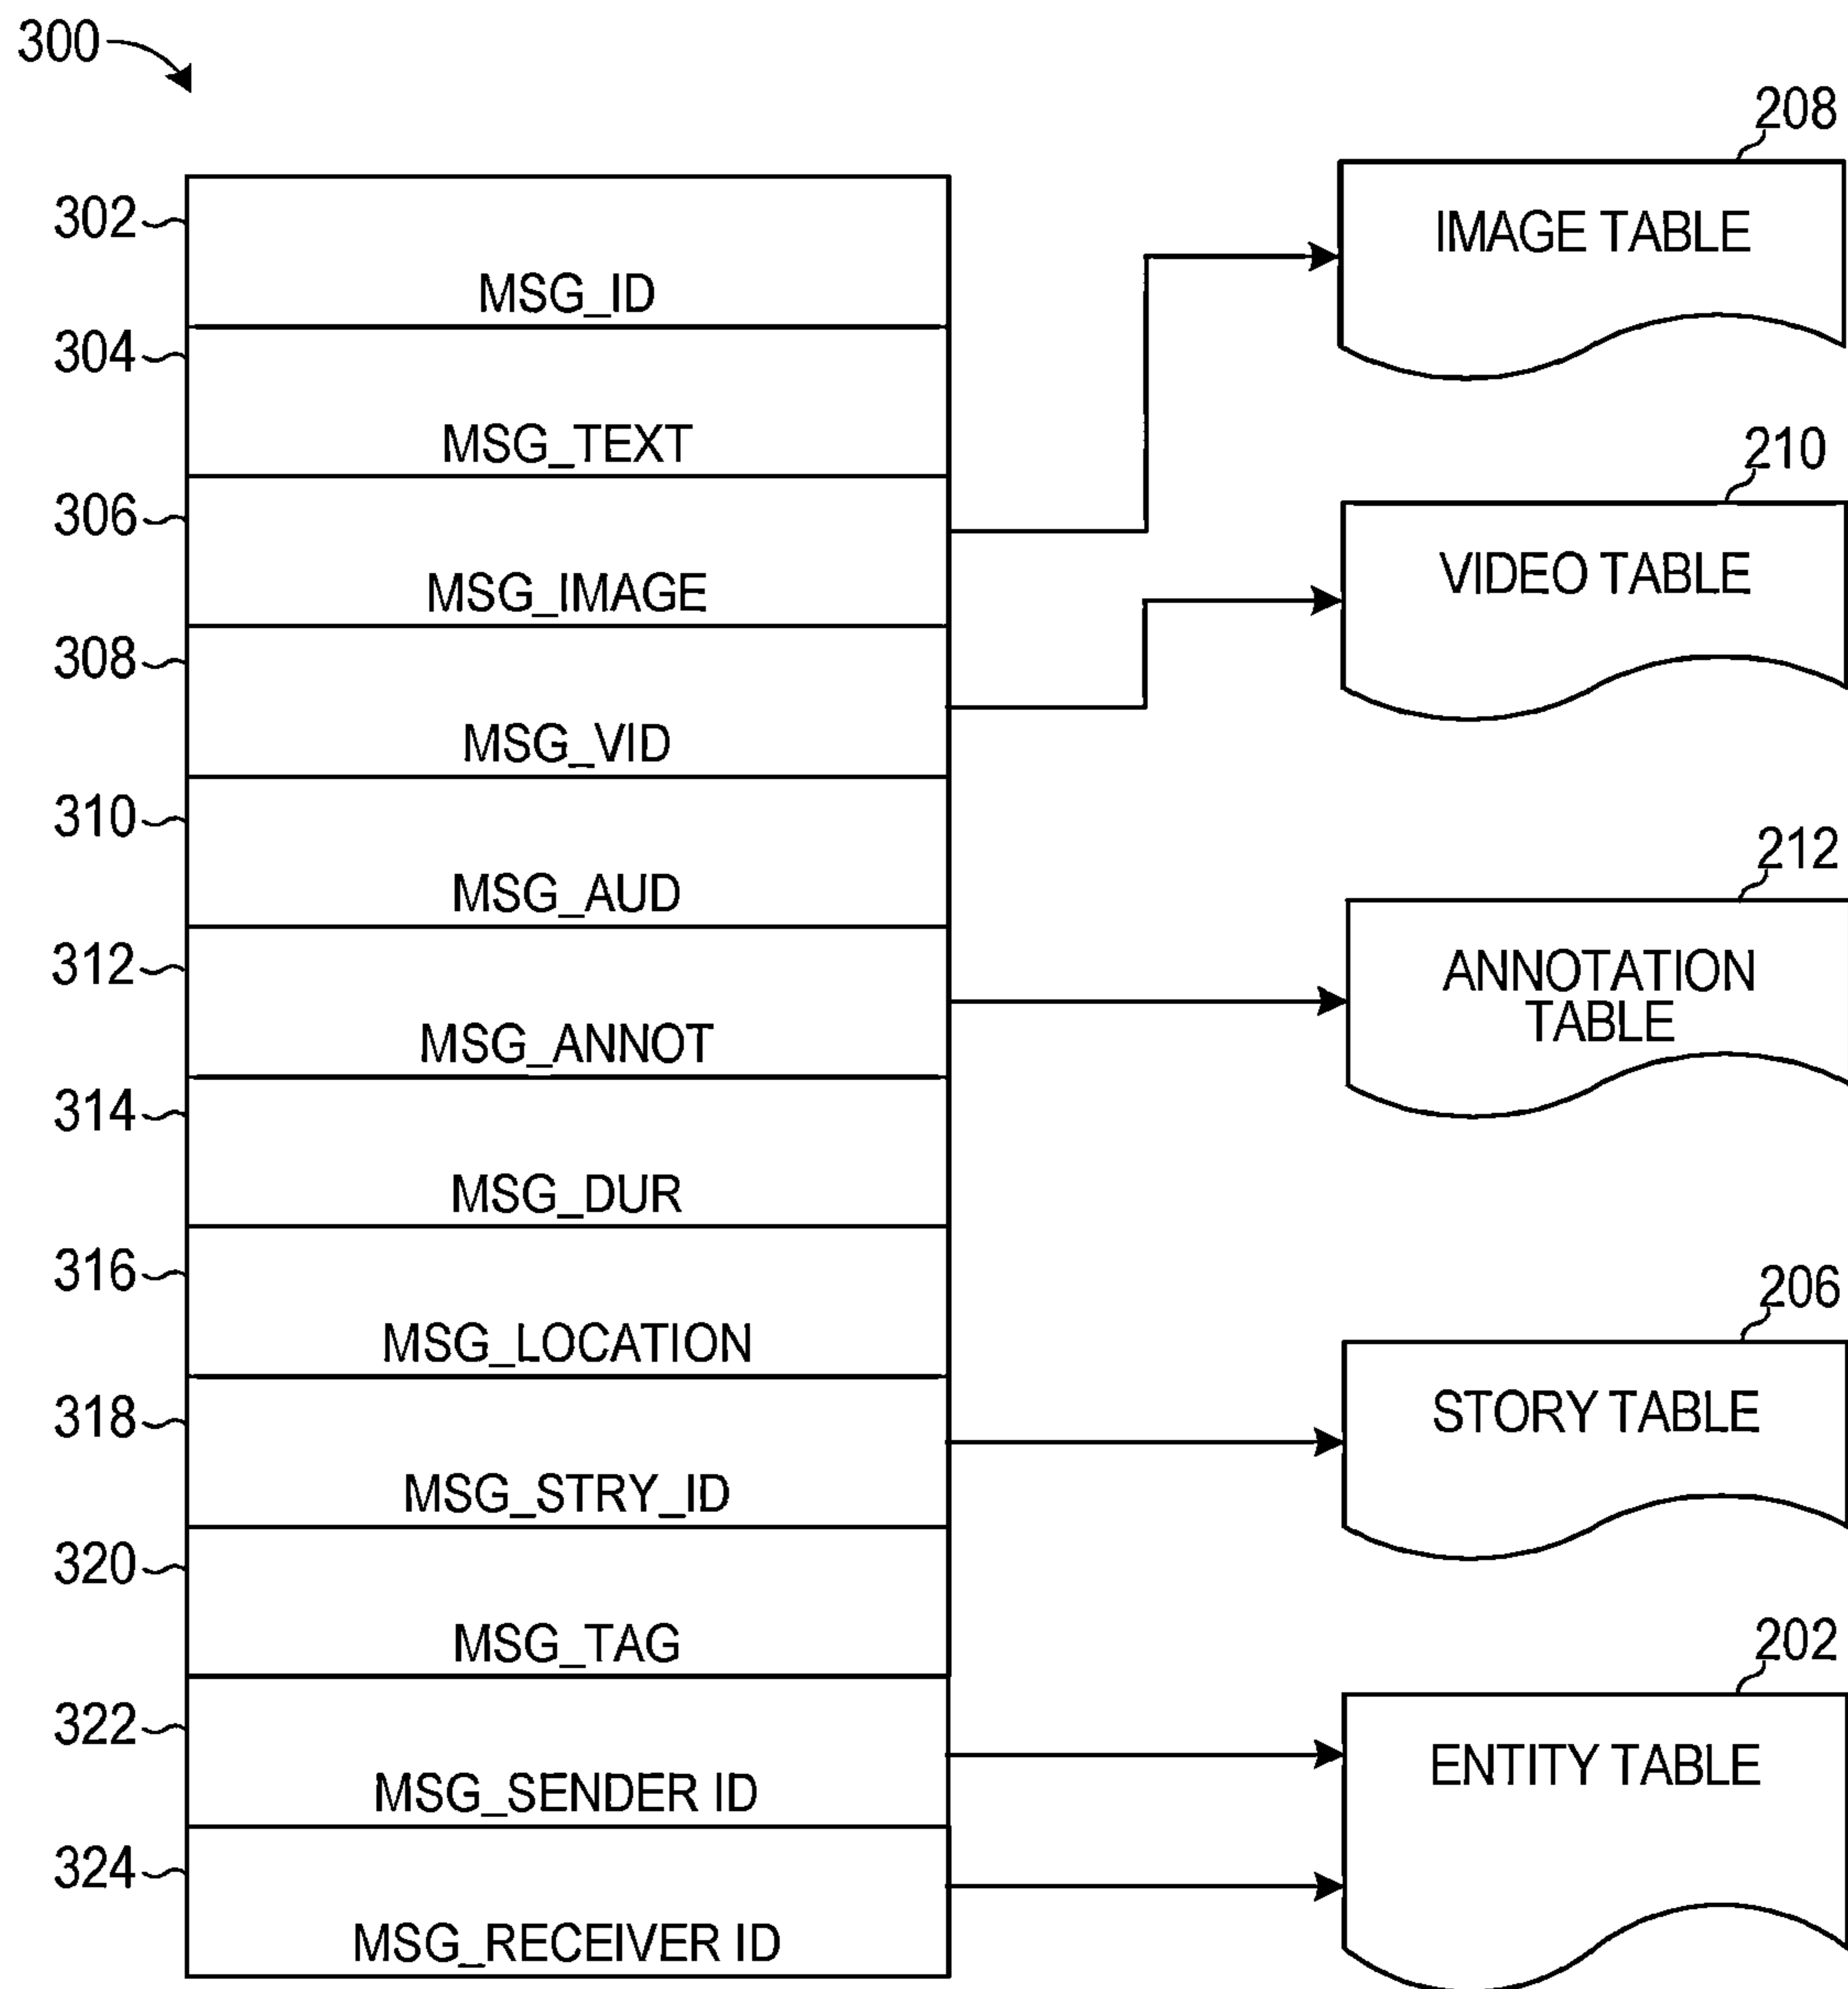 300
302
MSG_ID
304
MSG_TEXT
306
MSG_IMAGE
308
MSG_VID
310
MSG_AUD
312
MSG_ANNOT
314
MSG_DUR
316
MSG_LOCATION
318
MSG_STRY_ID
320
MSG_TAG
322
MSG_SENDER ID
324
MSG_RECEIVER ID
208
IMAGE TABLE
210
VIDEO TABLE
212
ANNOTATION
TABLE
206
STORY TABLE
202
ENTITY TABLE